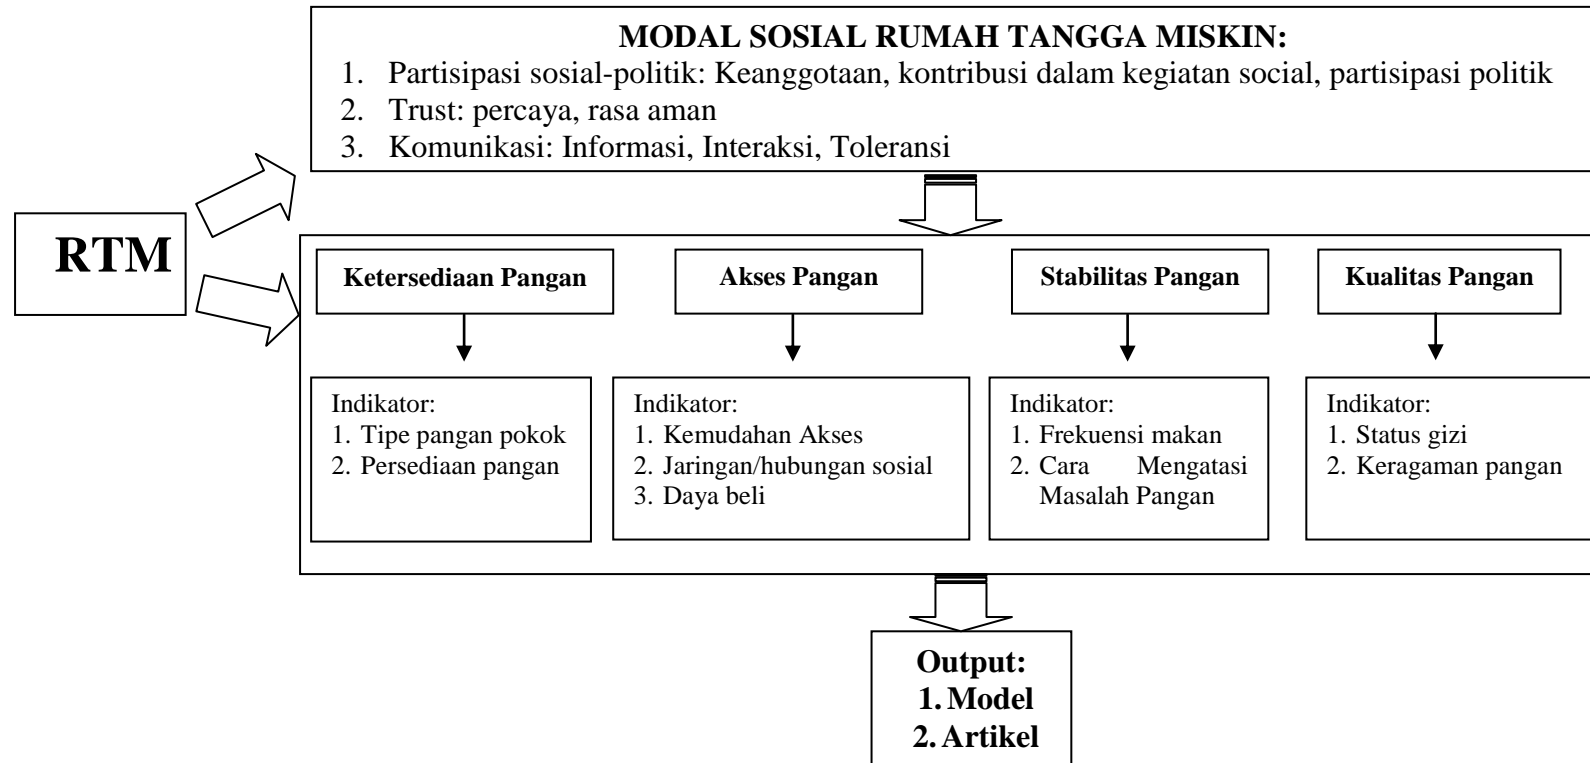 MODAL SOSIAL RUMAH TANGGA MISKIN:
1. Partisipasi sosial-politik: Keanggotaan, kontribusi dalam kegiatan social, partisipasi politik
2. Trust: percaya, rasa aman
3. Komunikasi: Informasi, Interaksi, Toleransi
RTM
Ketersediaan Pangan
Indikator:
1. Tipe pangan pokok
2. Persediaan pangan
Akses Pangan
Indikator:
1. Kemudahan Akses
2. Jaringan/hubungan sosial
3. Daya beli
Stabilitas Pangan
Indikator:
1. Frekuensi makan
2. Cara Mengatasi
Masalah Pangan
Kualitas Pangan
Indikator:
1. Status gizi
2. Keragaman pangan
Output:
1. Model
2. Artikel